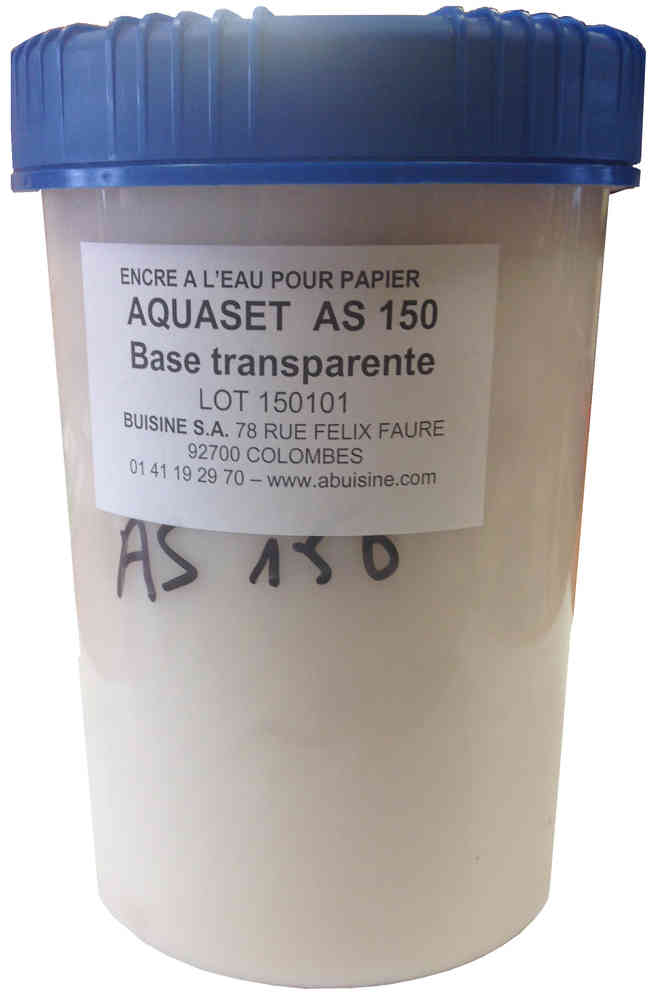 ENCRE A L'EAU POUR PAPIER
AQUASET AS 150
Base transparente
LOT 150101
BUISINE S.A. 78 RUE FELIX FAURE
92700 COLOMBES
01 41 19 29 70 – www.abuisine.com
AS 150